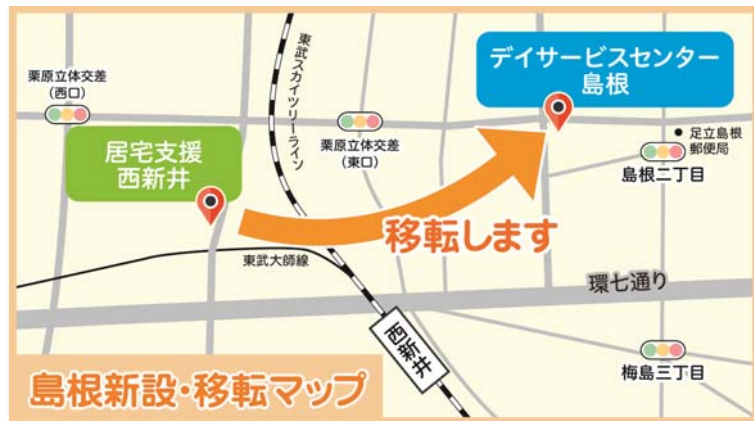 東武スカイツリーライン
デイサービスセンター
島根
栗原立体交差
(西口)
栗原立体交差
(東口)
足立島根
郵便局
島根二丁目
居宅支援
西新井
移転します
東武大師線
環七通り
西新井
梅島三丁目
島根新設・移転マップ